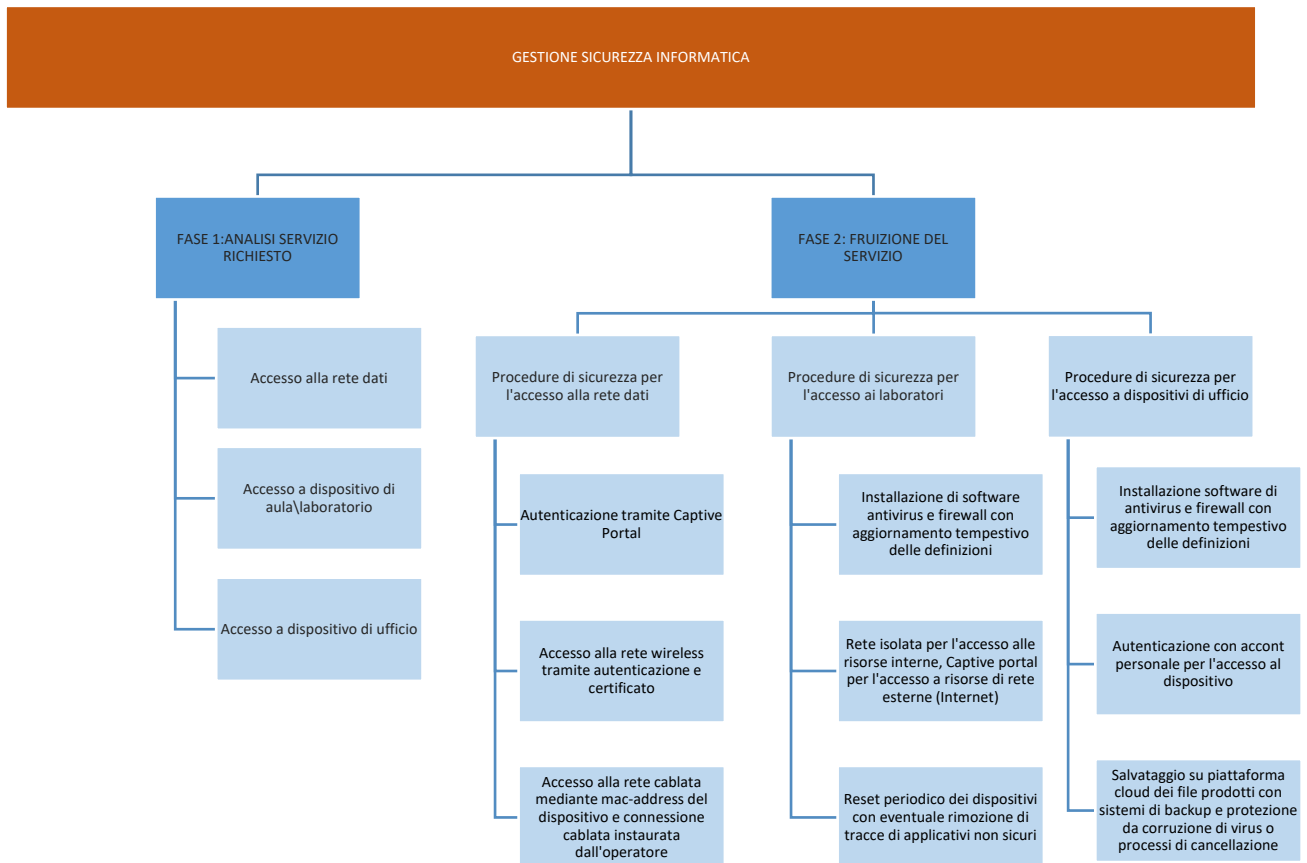 GESTIONE SICUREZZA INFORMATICA
FASE 1:ANALISI SERVIZIO
RICHIESTO
Accesso alla rete dati
Accesso a dispositivo di
aula\laboratorio
Accesso a dispositivo di ufficio
FASE 2: FRUIZIONE DEL
SERVIZIO
Procedure di sicurezza per
l'accesso alla rete dati
Autenticazione tramite Captive
Portal
Accesso alla rete wireless
tramite autenticazione e
certificato
Accesso alla rete cablata
mediante mac-address del
dispositivo e connessione
cablata instaurata
dall'operatore
Procedure di sicurezza per
l'accesso ai laboratori
Installazione di software
antivirus e firewall con
aggiornamento tempestivo
delle definizioni
Rete isolata per l'accesso alle
risorse interne, Captive portal
per l'accesso a risorse di rete
esterne (Internet)
Reset periodico dei dispositivi
con eventuale rimozione di
tracce di applicativi non sicuri
Procedure di sicurezza per
l'accesso a dispositivi di ufficio
Installazione software di
antivirus e firewall con
aggiornamento tempestivo
delle definizioni
Autenticazione con accont
personale per l'accesso al
dispositivo
Salvataggio su piattaforma
cloud dei file prodotti con
sistemi di backup e protezione
da corruzione di virus o
processi di cancellazione